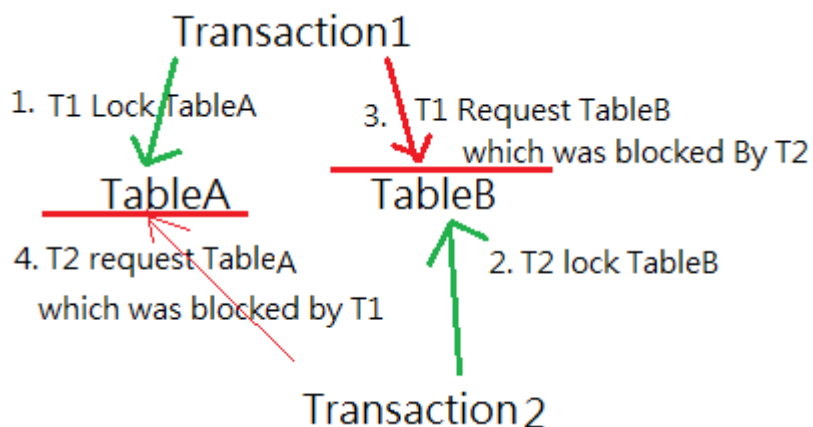 Transaction1
1. T1 Lock TableA
3. T1 Request TableB
which was blocked By T2
TableA
TableB
4. T2 request TableA
which was blocked by T1
2. T2 lock TableB
Transaction2